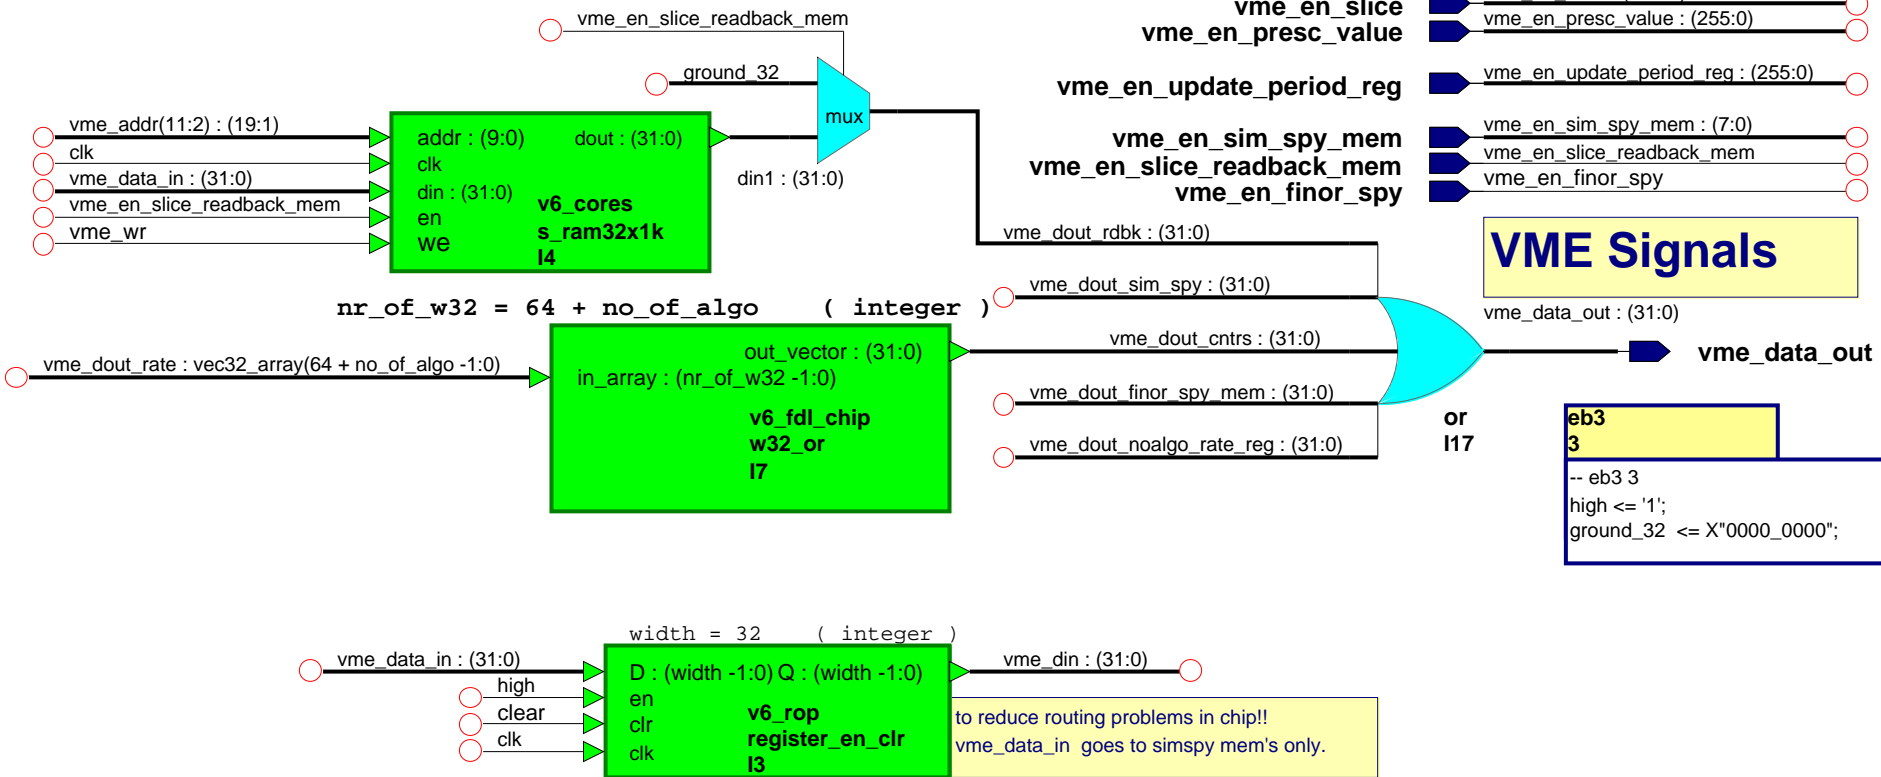 vme_en_slice_readback_mem
ground_32
mux
vme_addr(11:2) : (19:1)
clk
vme_data_in : (31:0)
vme_en_slice_readback_mem
vme_wr
addr : (9:0)
dout : (31:0)
clk
din : (31:0)
en
we
v6_cores
s_ram32x1k
I4
din1 : (31:0)
vme_en_slice
vme_en_presc_value
vme_en_presc_value : (255:0)
vme_en_update_period_reg
vme_en_update_period_reg : (255:0)
vme_en_sim_spy_mem
vme_en_sim_spy_mem : (7:0)
vme_en_slice_readback_mem
vme_en_slice_readback_mem
vme_en_finor_spy
vme_en_finor_spy
VME Signals
vme_dout_rdbk : (31:0)
vme_dout_sim_spy : (31:0)
vme_dout_cntrs : (31:0)
vme_dout_finor_spy_mem : (31:0)
vme_dout_noalgo_rate_reg : (31:0)
vme_data_out : (31:0)
vme_data_out
or
I17
nr_of_w32 = 64 + no_of_algo ( integer )
vme_dout_rate : vec32_array(64 + no_of_algo -1:0)
out_vector : (31:0)
in_array : (nr_of_w32 -1:0)
v6_fdl_chip
w32_or
I7
eb3
3
-- eb3 3
high <= '1';
ground_32 <= X"0000_0000";
width = 32 ( integer )
vme_data_in : (31:0)
high
clear
clk
D : (width -1:0) Q : (width -1:0)
en
clr
clk
v6_rop
register_en_clr
I3
vme_din : (31:0)
to reduce routing problems in chip!!
vme_data_in goes to simspy mem's only.